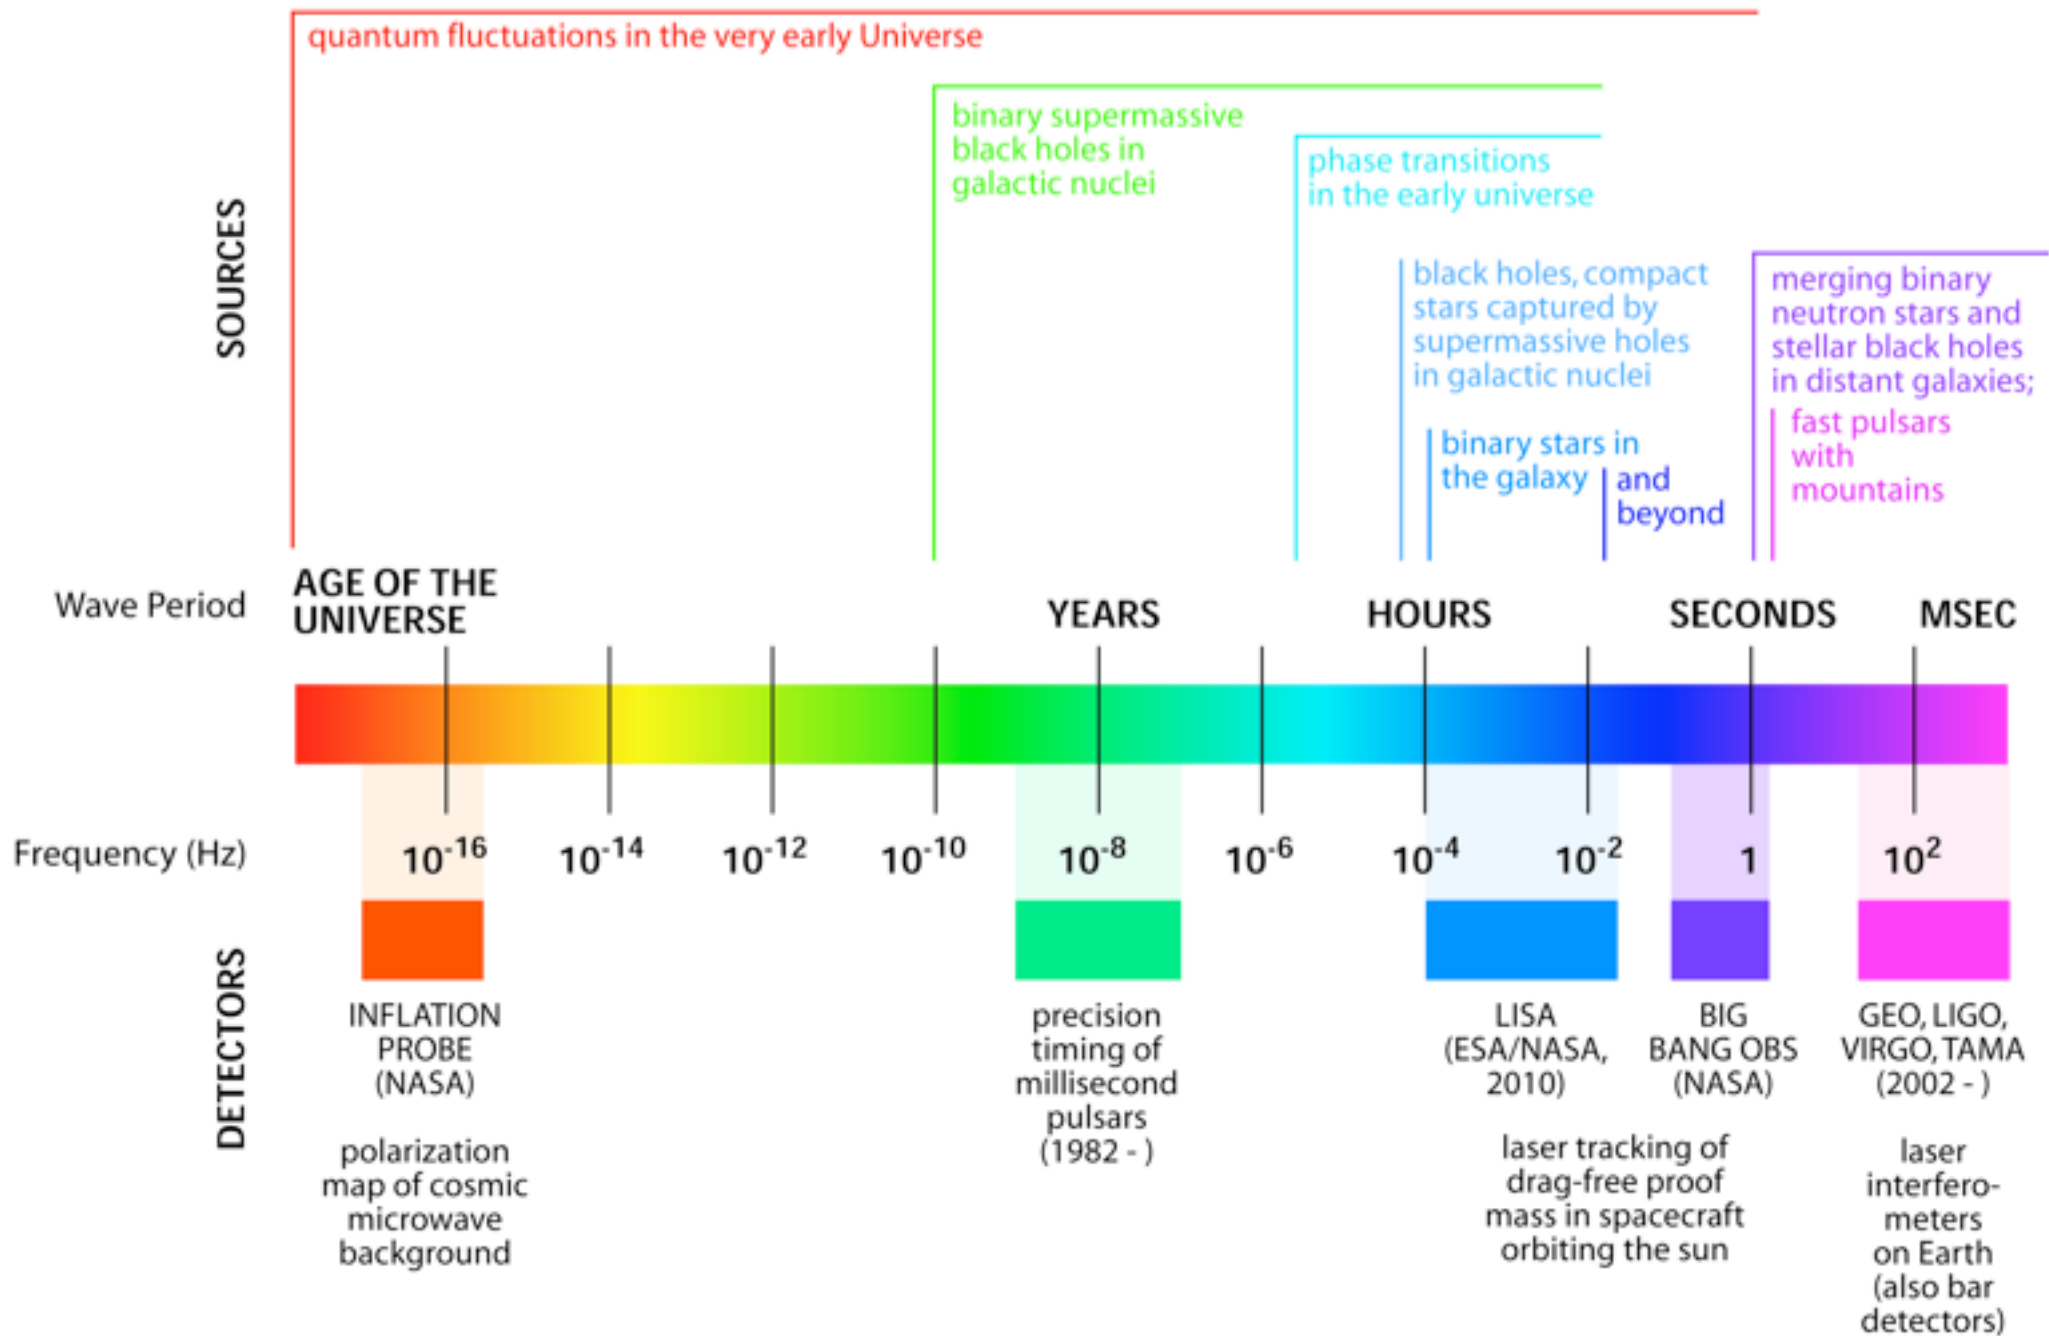 quantum fluctuations in the very early Universe
binary supermassive
black holes in
galactic nuclei
phase transitions
in the early universe
SOURCES
black holes, compact
stars captured by
supermassive holes
in galactic nuclei
merging binary
neutron stars and
stellar black holes
in distant galaxies;
fast pulsars
with
mountains
binary stars in
the galaxy
and
beyond
Wave Period
AGE OF THE
UNIVERSE
YEARS
HOURS
SECONDS
MSEC
Frequency (Hz)
10⁻¹⁶
10⁻¹⁴
10⁻¹²
10⁻¹⁰
10⁻⁸
10⁻⁶
10⁻⁴
10⁻²
1
10²
DETECTORS
INFLATION
PROBE
(NASA)
polarization
map of cosmic
microwave
background
precision
timing of
millisecond
pulsars
(1982 - )
LISA
(ESA/NASA,
2010)
BIG
BANG OBS
(NASA)
laser tracking of
drag-free proof
mass in spacecraft
orbiting the sun
GEO, LIGO,
VIRGO, TAMA
(2002 - )
laser
interfero-
meters
on Earth
(also bar
detectors)